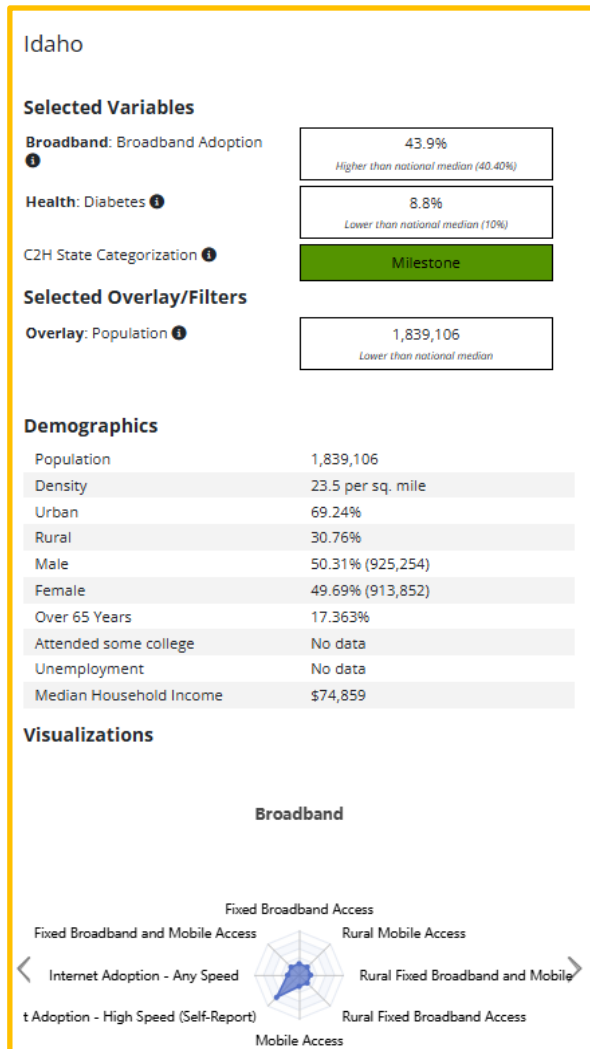 Idaho
Selected Variables
Broadband: Broadband Adoption
43.9%
Higher than national median (40.40%)
Health: Diabetes
8.8%
Lower than national median (10%)
C2H State Categorization
Milestone
Selected Overlay/Filters
Overlay: Population
1,839,106
Lower than national median
Demographics
Population 1,839,106
Density 23.5 per sq. mile
Urban 69.24%
Rural 30.76%
Male 50.31% (925,254)
Female 49.69% (913,852)
Over 65 Years 17.363%
Attended some college No data
Unemployment No data
Median Household Income $74,859
Visualizations
Broadband
Fixed Broadband Access
Fixed Broadband and Mobile Access
Rural Mobile Access
Internet Adoption - Any Speed
Rural Fixed Broadband and Mobile
t Adoption - High Speed (Self-Report)
Rural Fixed Broadband Access
Mobile Access